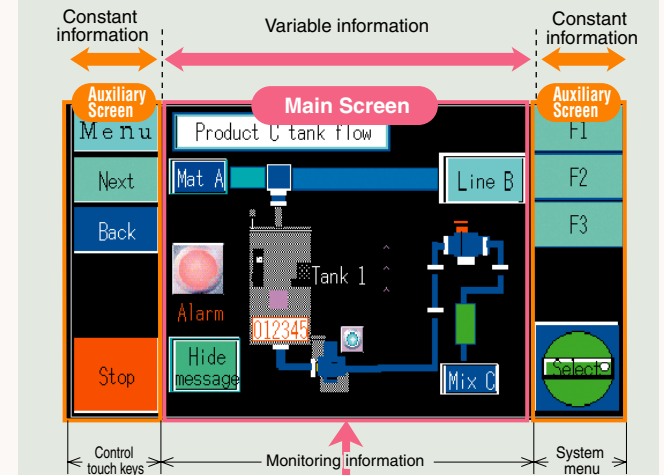 Constant
information
Variable information
Constant
information
Auxiliary
Screen
Main Screen
Auxiliary
Screen
Menu
Product C tank flow
F1
Next
Mat A
Line B
F2
Back
F3
Tank 1
Alarm
012345
Stop
Hide
message
Mix C
Select
Control
touch keys
Monitoring information
System
menu